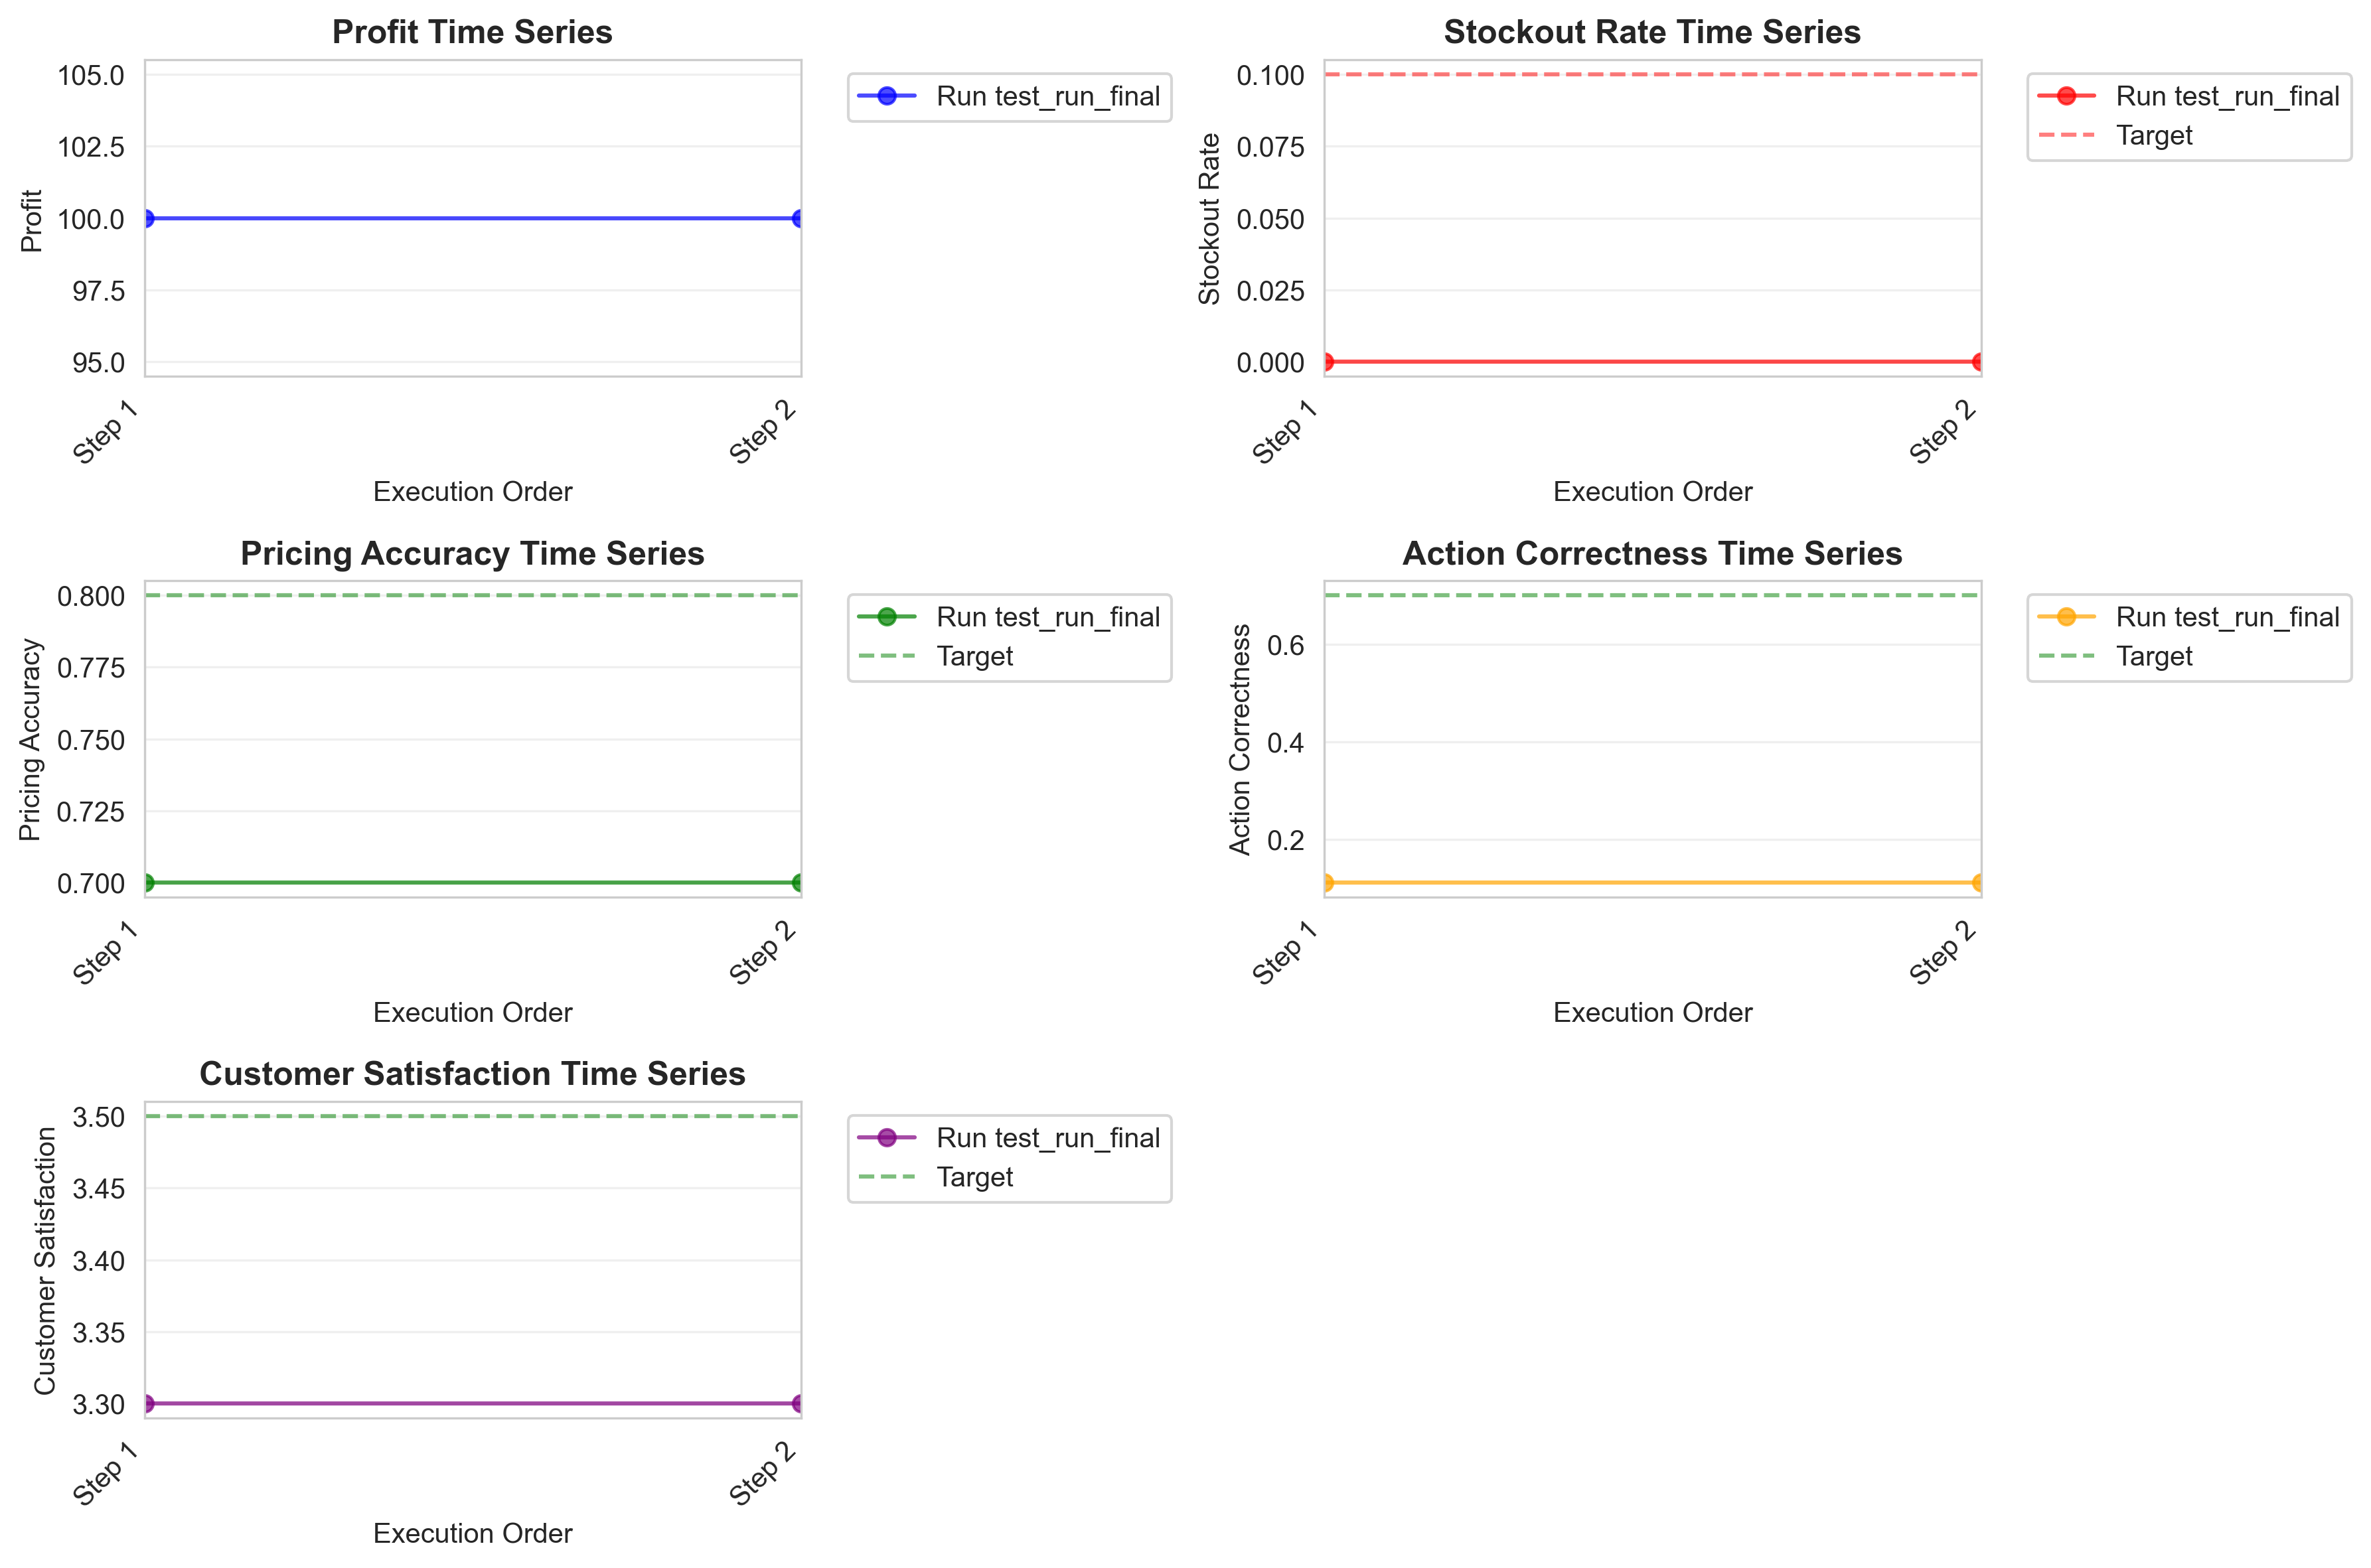 Profit Time Series
105.0
102.5
100.0
97.5
95.0
Profit
Step 1
Step 2
Execution Order
Run test_run_final
Stockout Rate Time Series
0.100
0.075
0.050
0.025
0.000
Stockout Rate
Step 1
Step 2
Execution Order
Run test_run_final
Target
Pricing Accuracy Time Series
0.800
0.775
0.750
0.725
0.700
Pricing Accuracy
Step 1
Step 2
Execution Order
Run test_run_final
Target
Action Correctness Time Series
0.6
0.4
0.2
Action Correctness
Step 1
Step 2
Execution Order
Run test_run_final
Target
Customer Satisfaction Time Series
3.50
3.45
3.40
3.35
3.30
Customer Satisfaction
Step 1
Step 2
Execution Order
Run test_run_final
Target